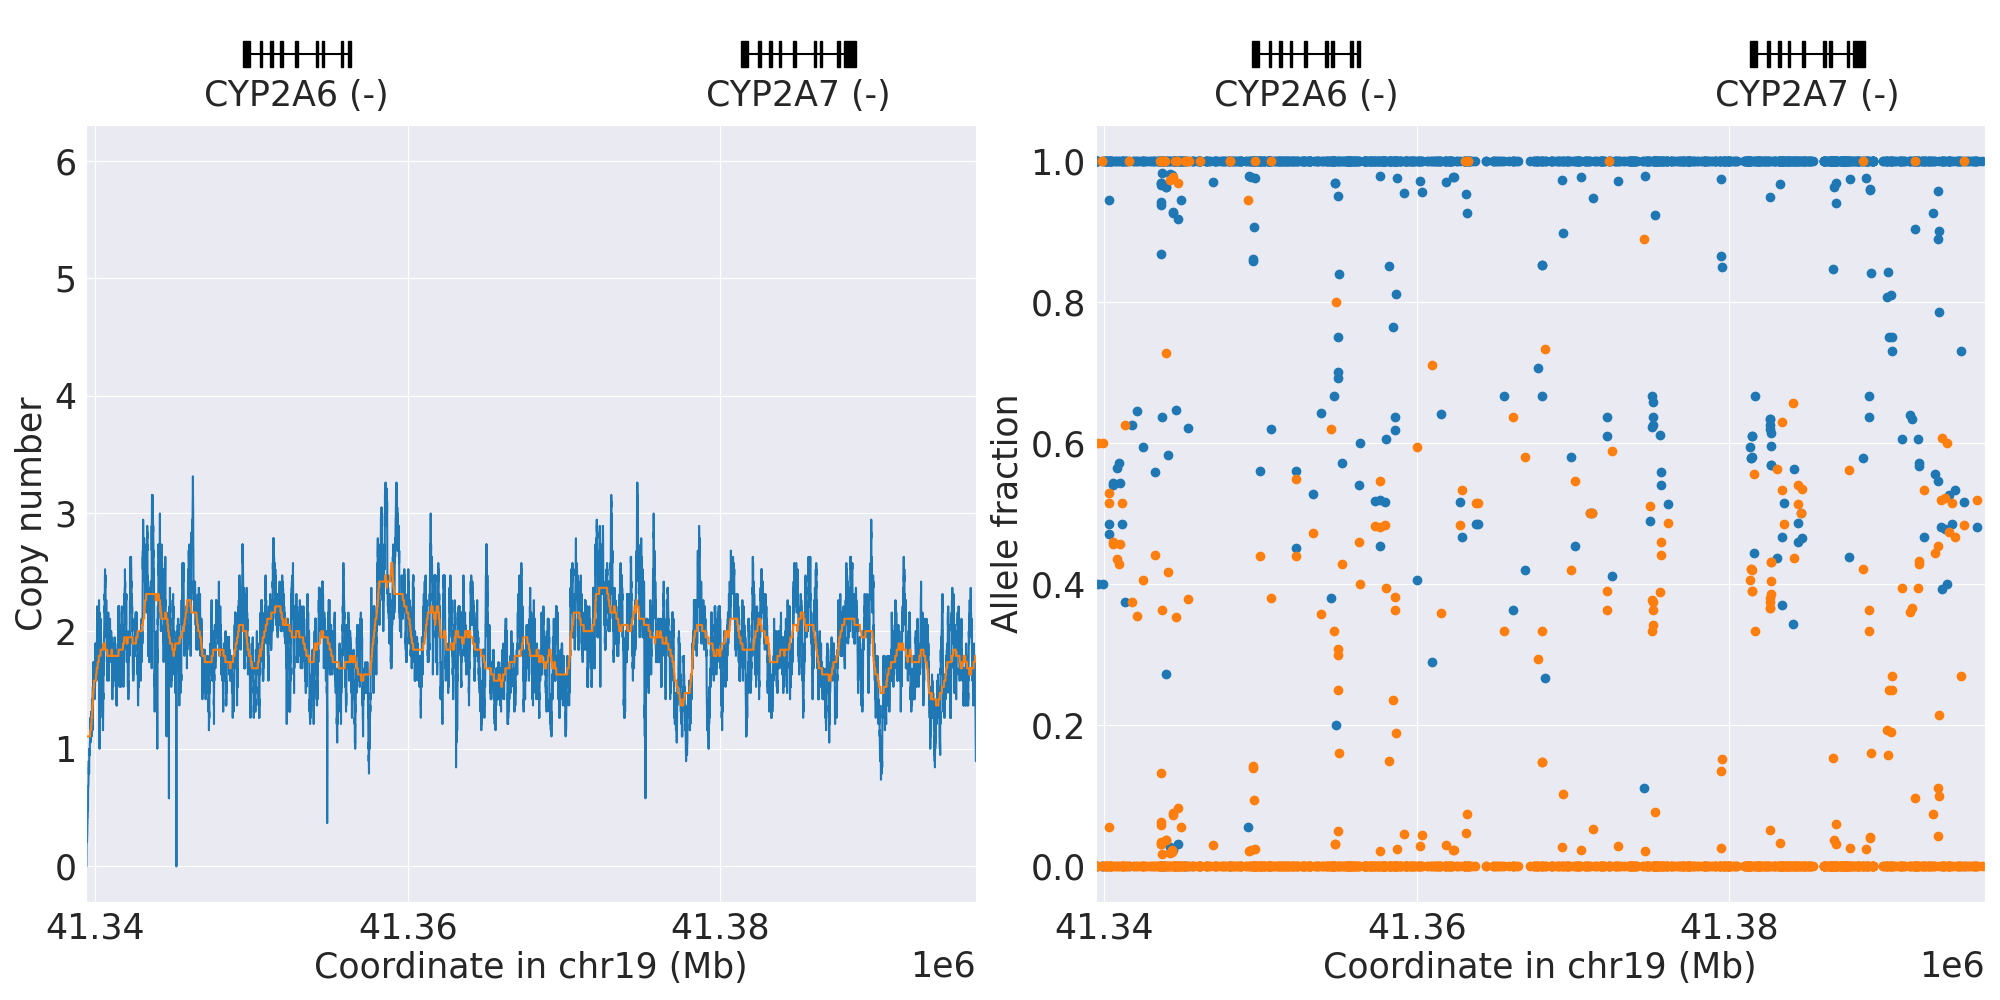 CYP2A6 (-)
CYP2A7 (-)
CYP2A6 (-)
CYP2A7 (-)
Copy number
6
5
4
3
2
1
0
41.34
41.36
41.38
Coordinate in chr19 (Mb)
1e6
Allele fraction
1.0
0.8
0.6
0.4
0.2
0.0
41.34
41.36
41.38
Coordinate in chr19 (Mb)
1e6